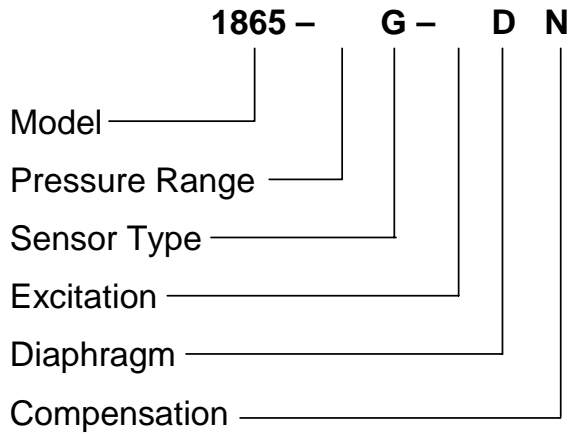 1865 – G – D N
Model
Pressure Range
Sensor Type
Excitation
Diaphragm
Compensation